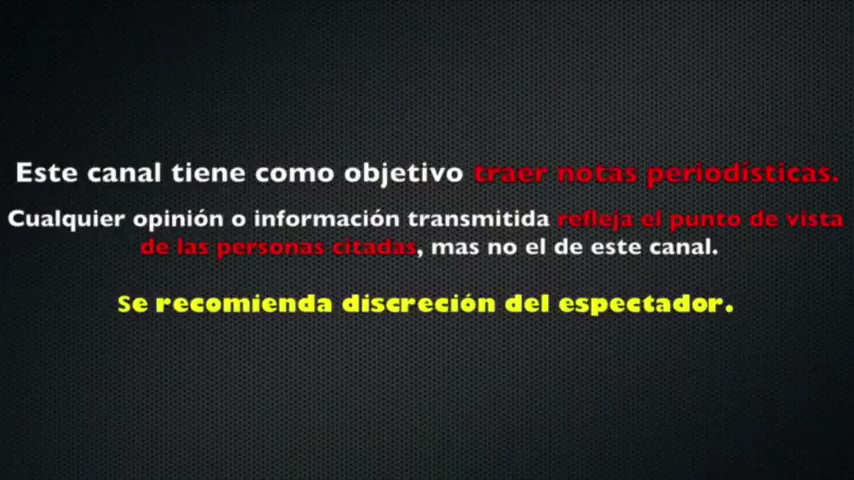 Este canal tiene como objetivo traer notas periodísticas.
Cualquier opinión o información transmitida refleja el punto de vista
de las personas citadas, mas no el de este canal.
Se recomienda discreción del espectador.